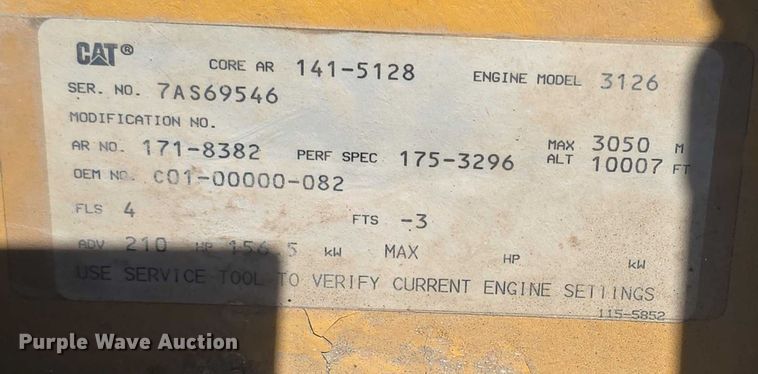 CAT® CORE AR 141-5128 ENGINE MODEL 3126
SER. NO. 7AS69546
MODIFICATION NO.
AR NO. 171-8382 PERF SPEC 175-3296 MAX 3050 M
ALT 10007 FT
OEM NO. C01-00000-082
FLS 4 FTS -3
ADV 210 HP 156.5 kW MAX HP kW
USE SERVICE TOOL TO VERIFY CURRENT ENGINE SETTINGS
115-5852
Purple Wave Auction